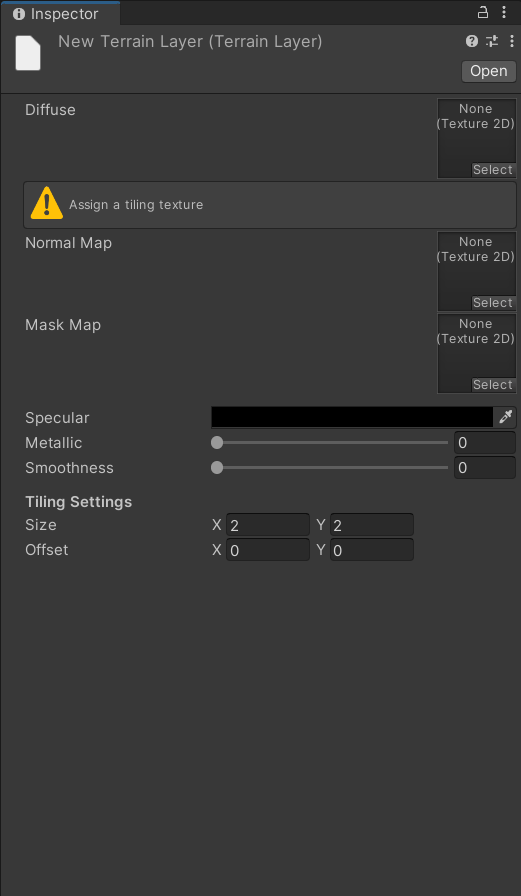 Inspector
New Terrain Layer (Terrain Layer)
Open
Diffuse
None
(Texture 2D)
Select
Assign a tiling texture
Normal Map
None
(Texture 2D)
Select
Mask Map
None
(Texture 2D)
Select
Specular
Metallic 0
Smoothness 0
Tiling Settings
Size X 2 Y 2
Offset X 0 Y 0